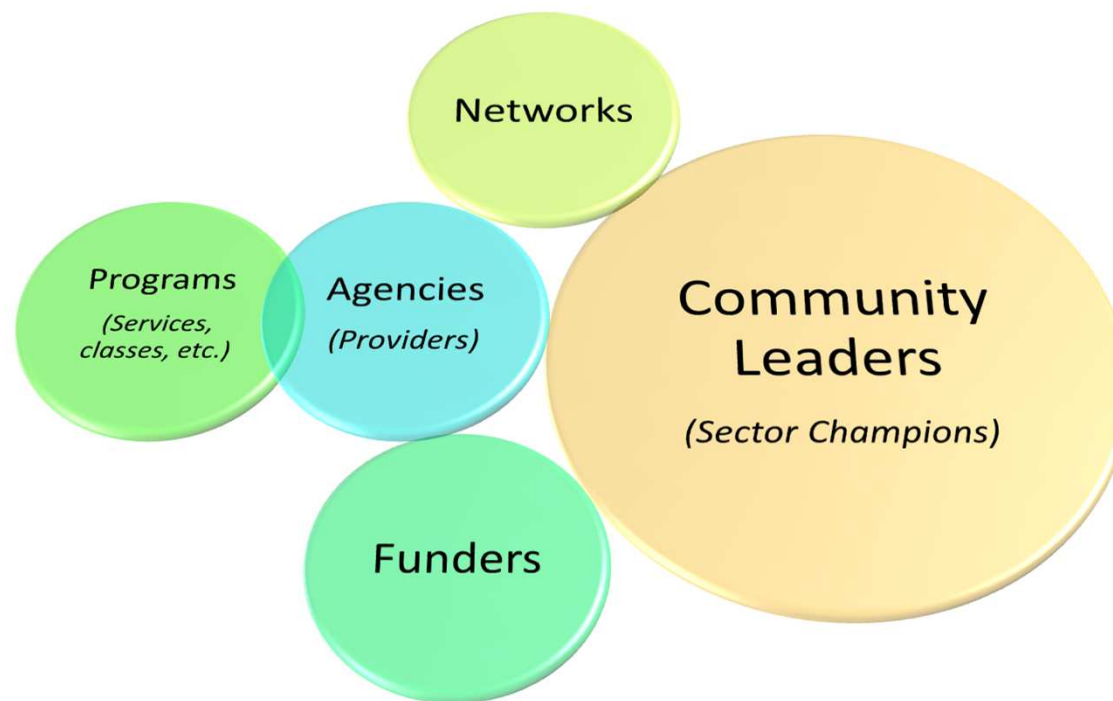 Networks
Programs
(Services,
classes, etc.)
Agencies
(Providers)
Community
Leaders
(Sector Champions)
Funders